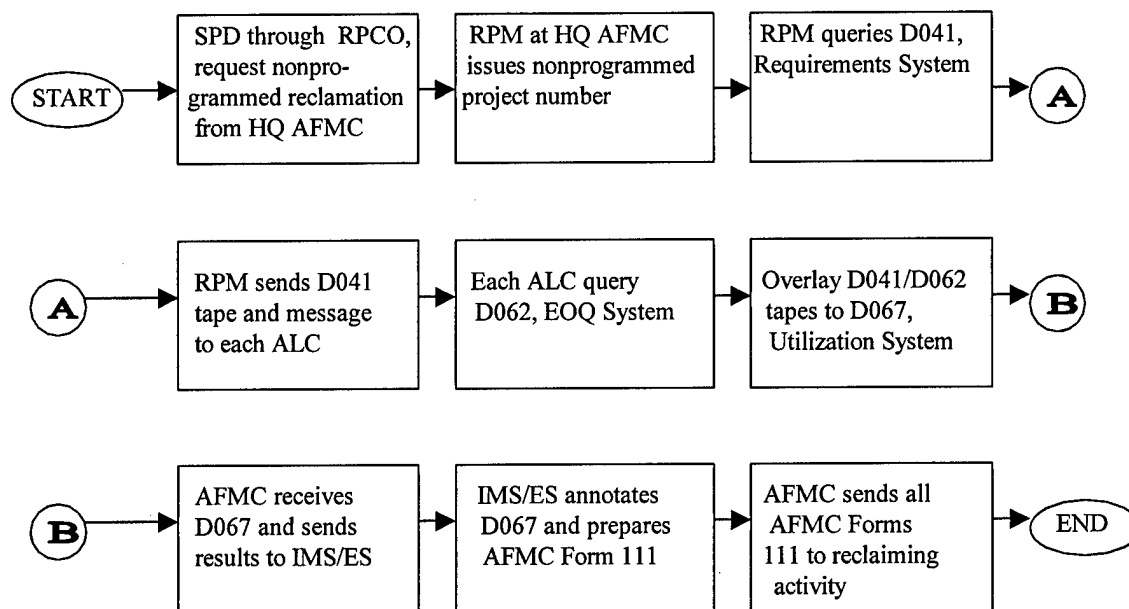 START
SPD through RPCO,
request nonpro-
grammed reclamation
from HQ AFMC
RPM at HQ AFMC
issues nonprogrammed
project number
RPM queries D041,
Requirements System
A
A
RPM sends D041
tape and message
to each ALC
Each ALC query
D062, EOQ System
Overlay D041/D062
tapes to D067,
Utilization System
B
B
AFMC receives
D067 and sends
results to IMS/ES
IMS/ES annotates
D067 and prepares
AFMC Form 111
AFMC sends all
AFMC Forms
111 to reclaiming
activity
END